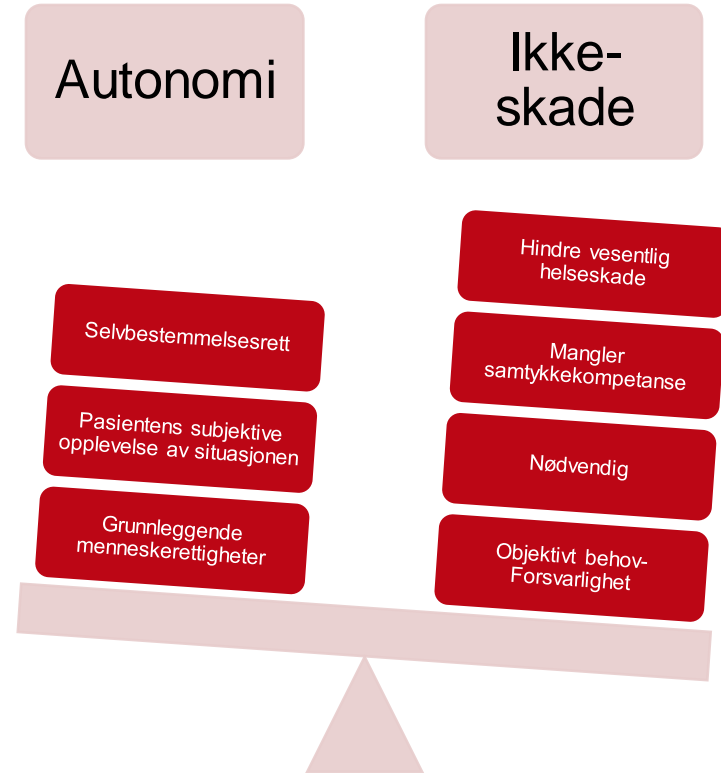 Autonomi
Ikke-
skade
Selvbestemmelsesrett
Pasientens subjektive
opplevelse av situasjonen
Grunnleggende
menneskerettigheter
Hindre vesentlig
helseskade
Mangler
samtykkekompetanse
Nødvendig
Objektivt behov-
Forsvarlighet